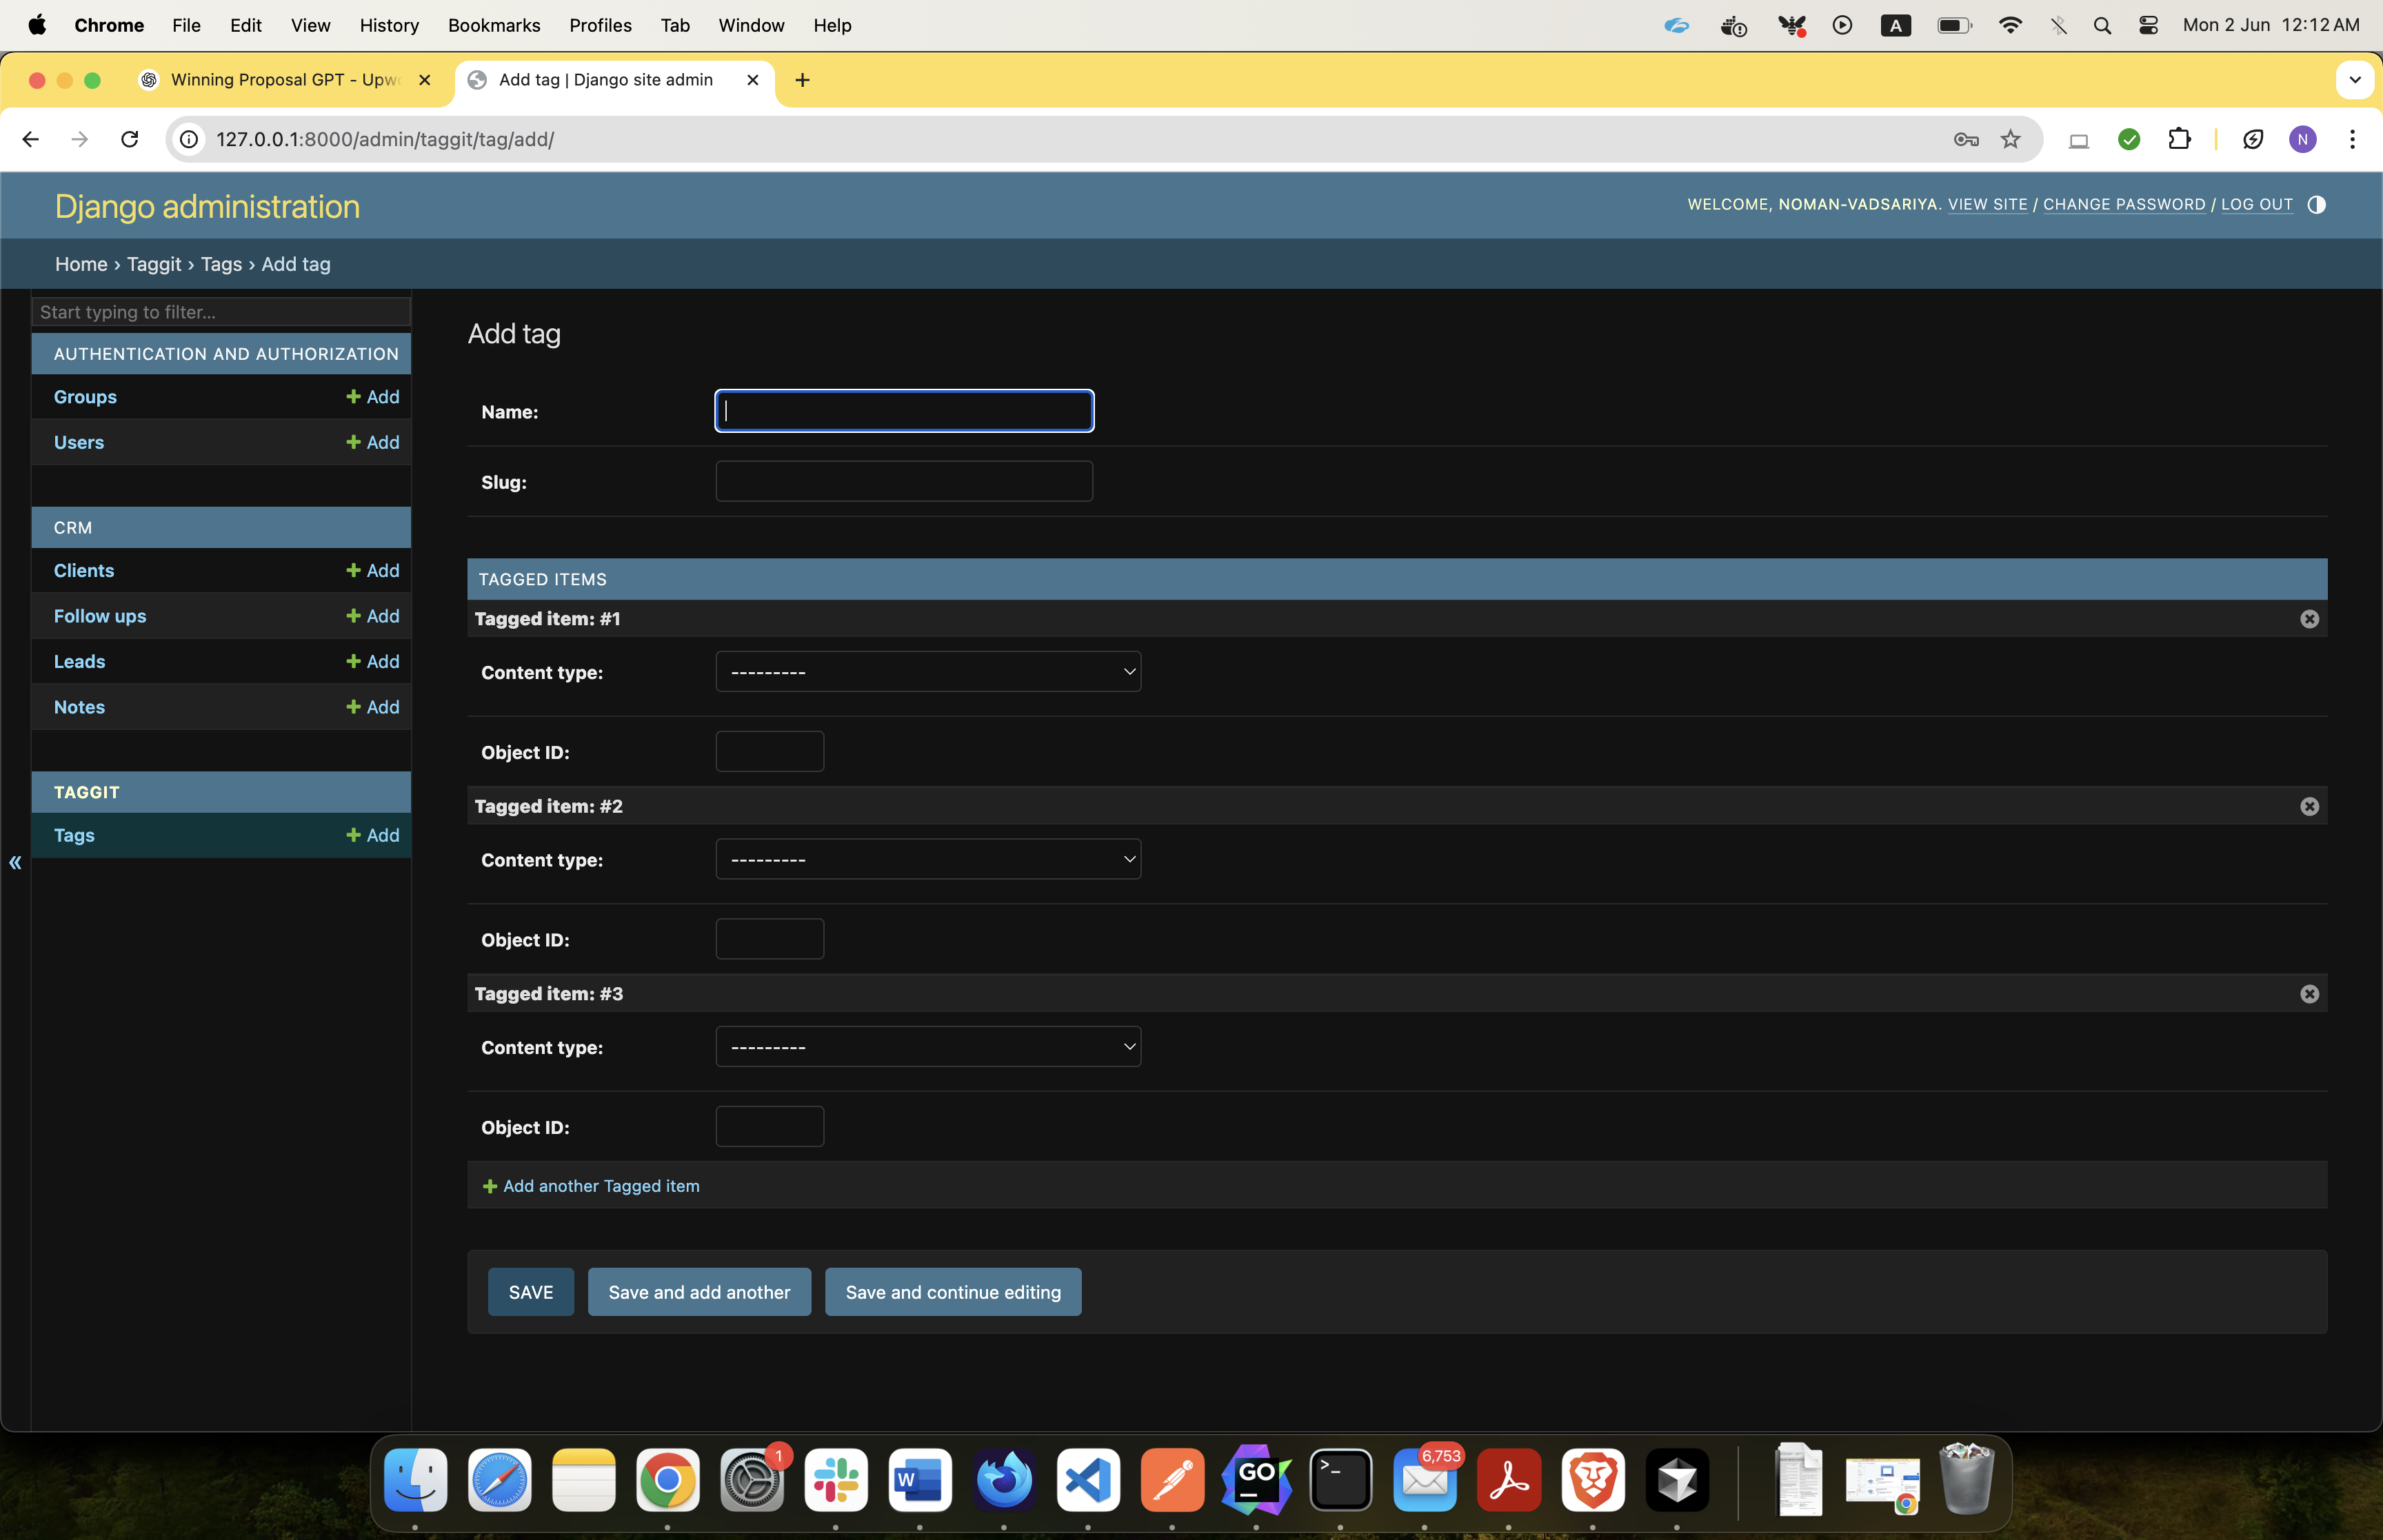 Chrome File Edit View History Bookmarks Profiles Tab Window Help A Mon 2 Jun 12:12 AM
Winning Proposal GPT - Upw Add tag | Django site admin
127.0.0.1:8000/admin/taggit/tag/add/ N
Django administration WELCOME, NOMAN-VADSARIYA. VIEW SITE / CHANGE PASSWORD / LOG OUT
Home › Taggit › Tags › Add tag
Start typing to filter...
AUTHENTICATION AND AUTHORIZATION
Groups Add
Users Add
CRM
Clients Add
Follow ups Add
Leads Add
Notes Add
TAGGIT
Tags Add
«
Add tag
Name:
Slug:
TAGGED ITEMS
Tagged item: #1
Content type: ---------
Object ID:
Tagged item: #2
Content type: ---------
Object ID:
Tagged item: #3
Content type: ---------
Object ID:
Add another Tagged item
SAVE Save and add another Save and continue editing
1 W GO >_ 6,753